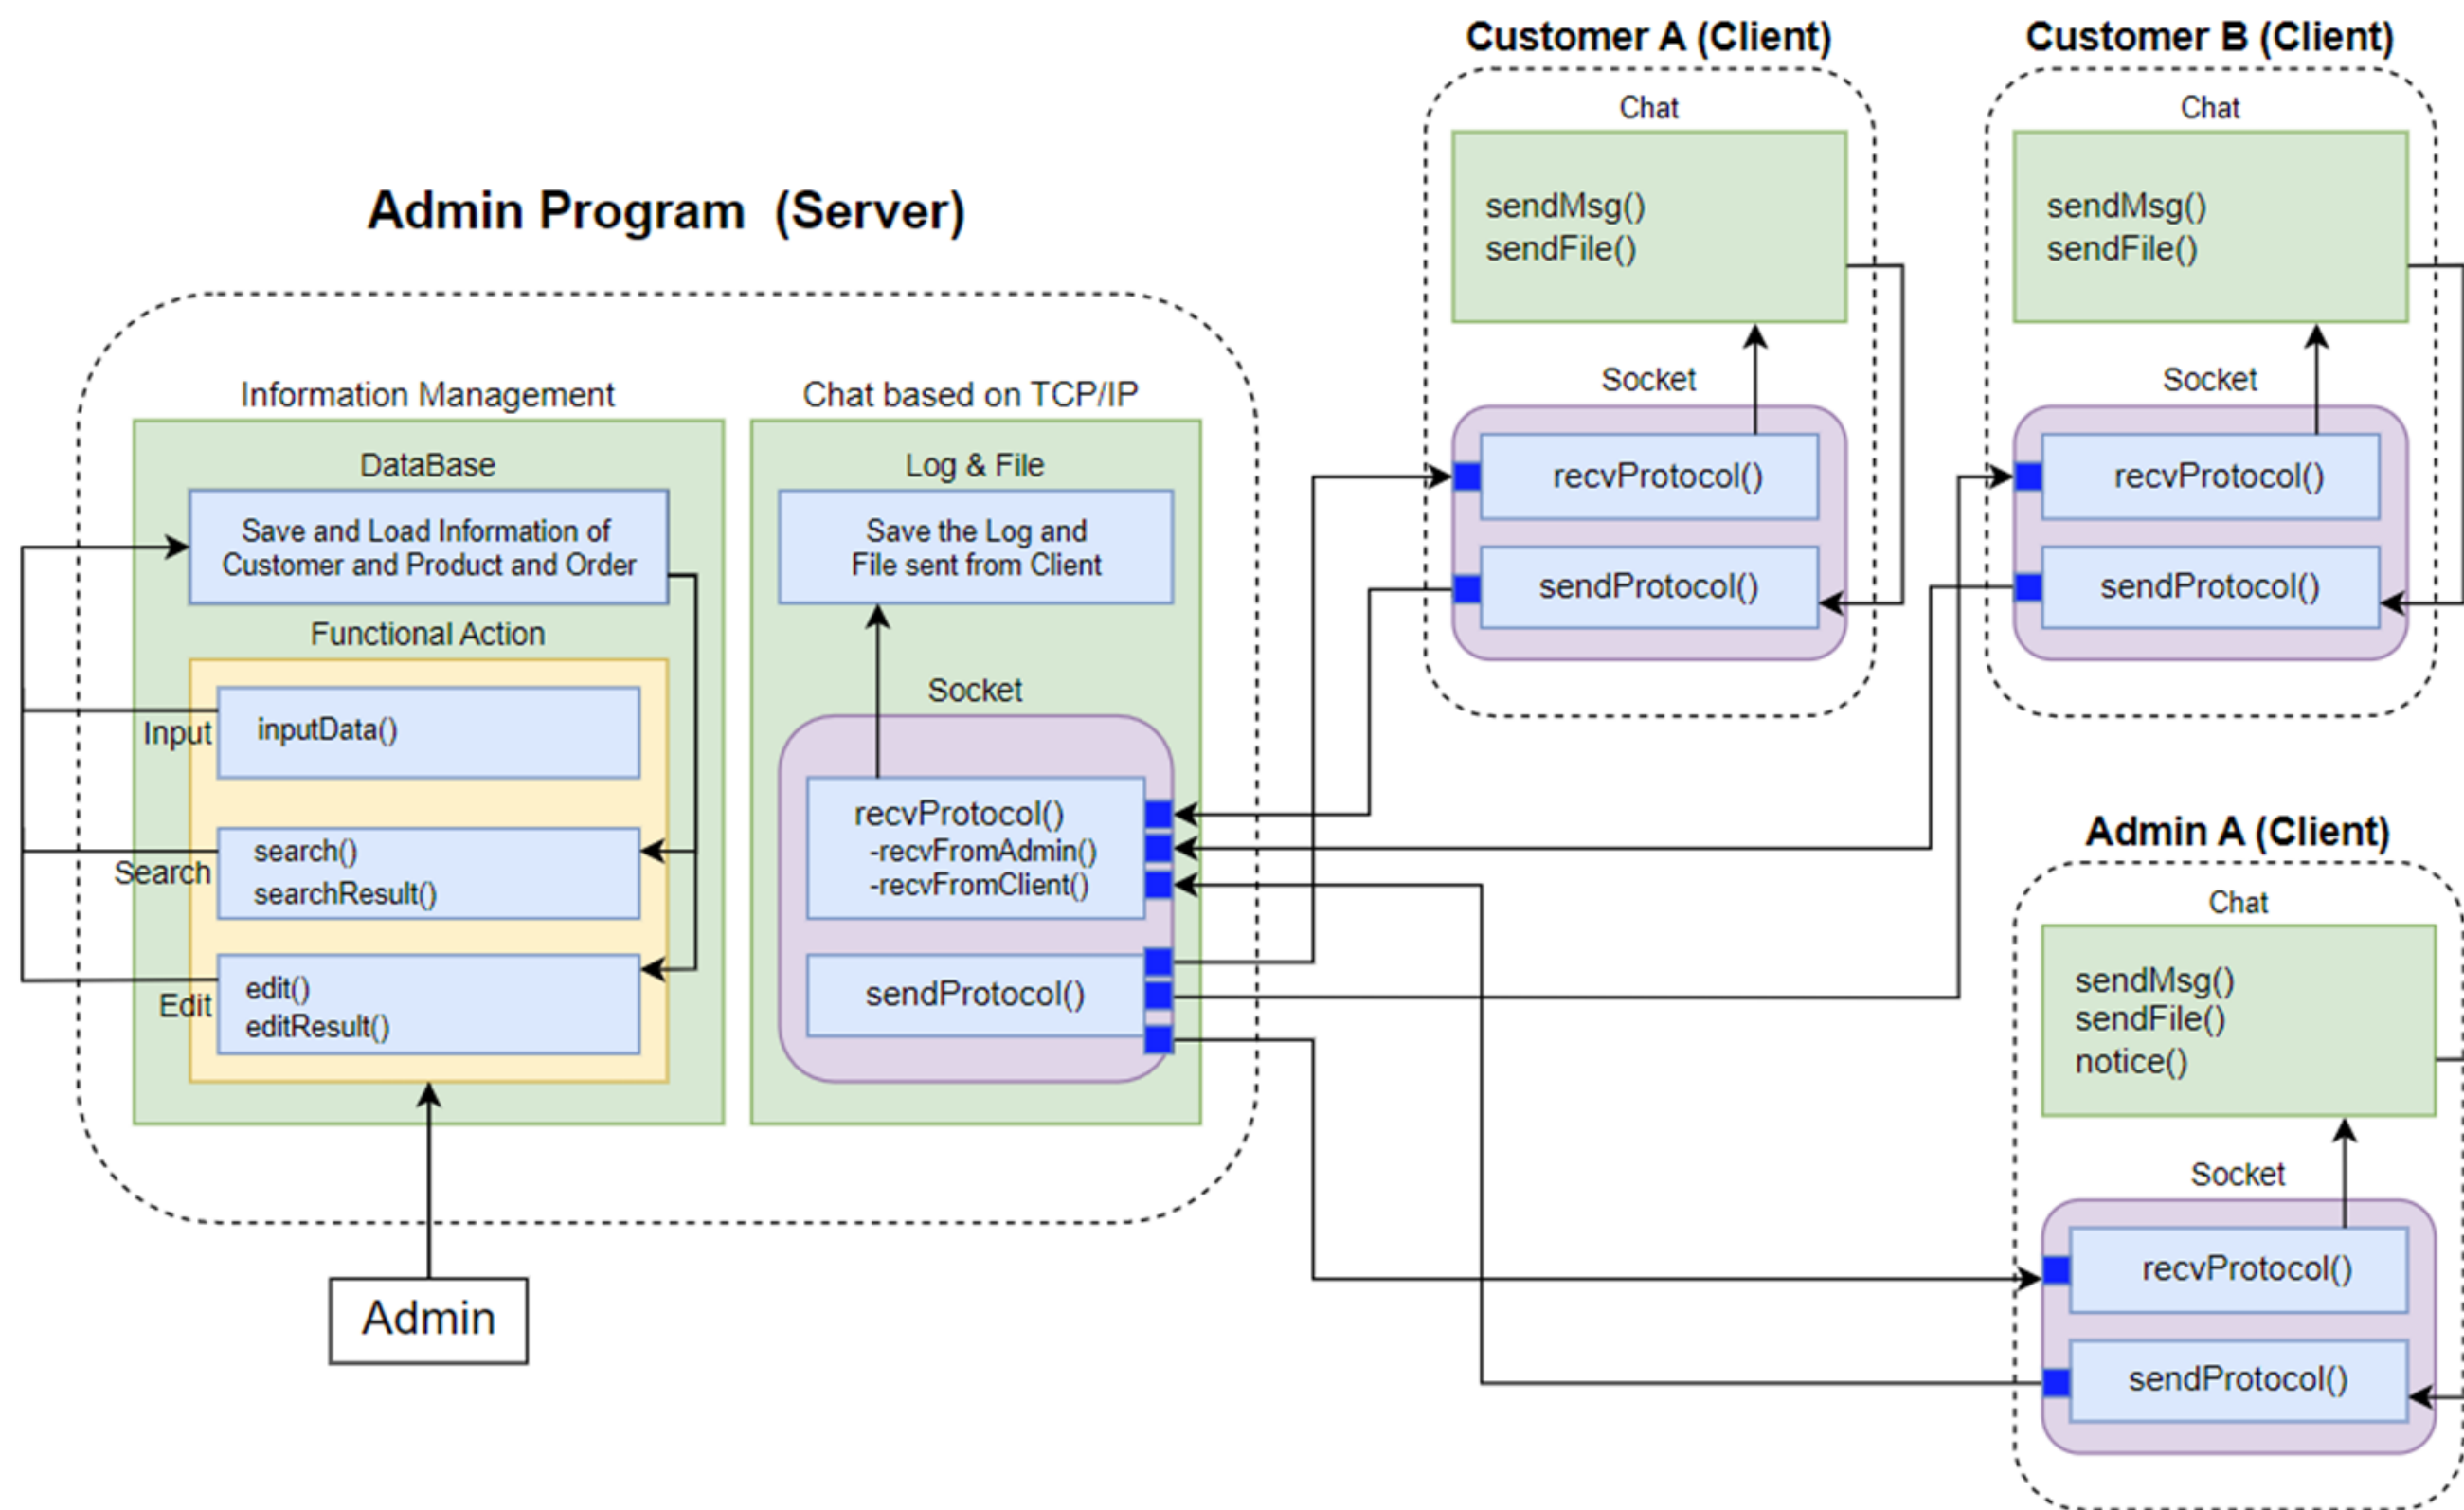 Admin Program (Server)
Information Management
DataBase
Save and Load Information of
Customer and Product and Order
Functional Action
Input
inputData()
Search
search()
searchResult()
Edit
edit()
editResult()
Admin
Chat based on TCP/IP
Log & File
Save the Log and
File sent from Client
Socket
recvProtocol()
-recvFromAdmin()
-recvFromClient()
sendProtocol()
Customer A (Client)
Chat
sendMsg()
sendFile()
Socket
recvProtocol()
sendProtocol()
Customer B (Client)
Chat
sendMsg()
sendFile()
Socket
recvProtocol()
sendProtocol()
Admin A (Client)
Chat
sendMsg()
sendFile()
notice()
Socket
recvProtocol()
sendProtocol()